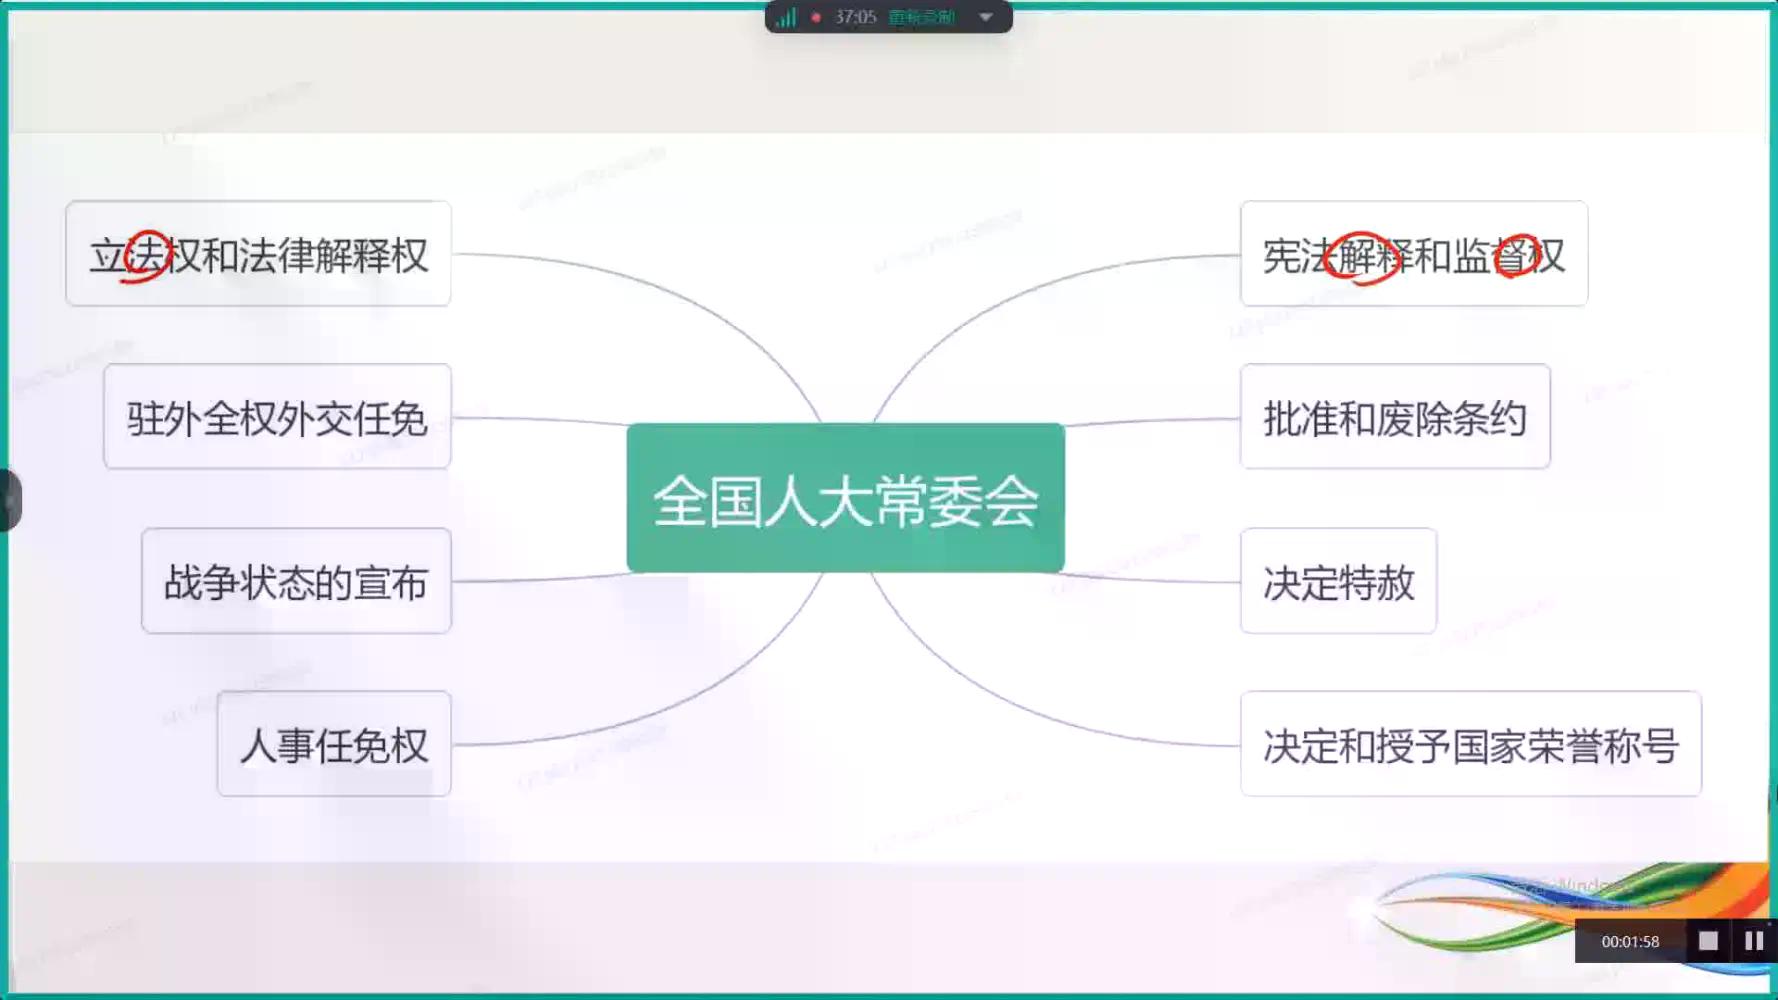 37:05
立法权和法律解释权
驻外全权外交任免
战争状态的宣布
人事任免权
全国人大常委会
宪法解释和监督权
批准和废除条约
决定特赦
决定和授予国家荣誉称号
00:01:58